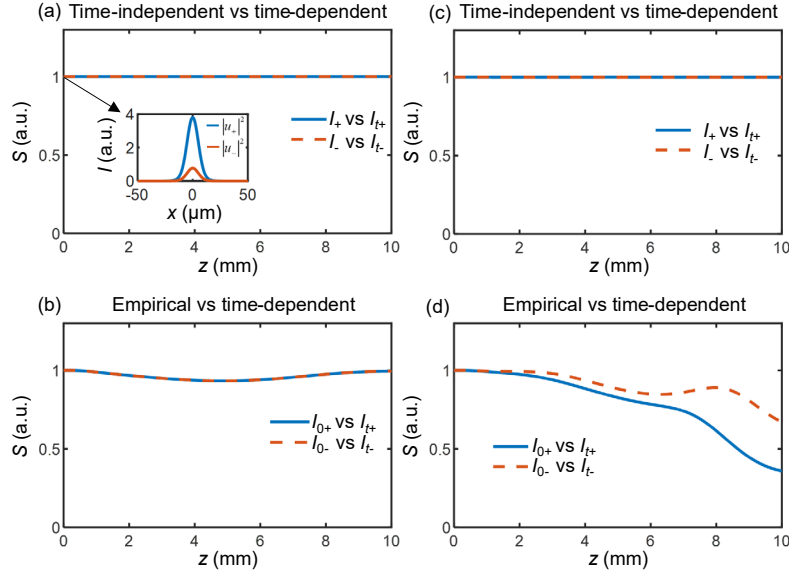 (a) Time-independent vs time-dependent
S (a.u.)
1
0.5
0
I (a.u.)
4
2
0
|u₊|²
|u₋|²
-50 0 50
x (µm)
I₊ vs Iₜ₊
I₋ vs Iₜ₋
0 2 4 6 8 10
z (mm)
(c) Time-independent vs time-dependent
S (a.u.)
1
0.5
0
I₊ vs Iₜ₊
I₋ vs Iₜ₋
0 2 4 6 8 10
z (mm)
(b) Empirical vs time-dependent
S (a.u.)
1
0.5
0
I₀₊ vs Iₜ₊
I₀₋ vs Iₜ₋
0 2 4 6 8 10
z (mm)
(d) Empirical vs time-dependent
S (a.u.)
1
0.5
0
I₀₊ vs Iₜ₊
I₀₋ vs Iₜ₋
0 2 4 6 8 10
z (mm)